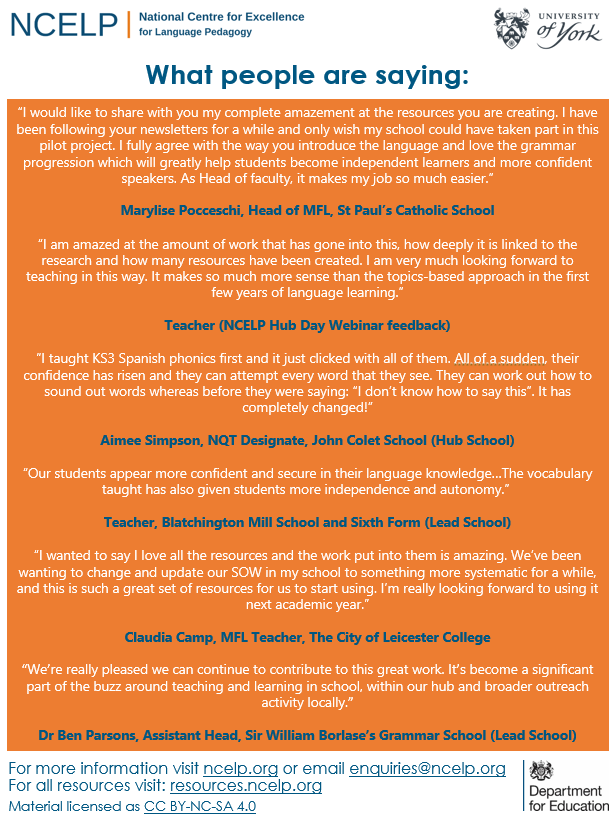 NCELP
National Centre for Excellence
for Language Pedagogy
UNIVERSITY
of York
What people are saying:
“I would like to share with you my complete amazement at the resources you are creating. I have
been following your newsletters for a while and only wish my school could have taken part in this
pilot project. I fully agree with the way you introduce the language and love the grammar
progression which will greatly help students become independent learners and more confident
speakers. As Head of faculty, it makes my job so much easier.”
Marylise Pocceschi, Head of MFL, St Paul’s Catholic School
“I am amazed at the amount of work that has gone into this, how deeply it is linked to the
research and how many resources have been created. I am very much looking forward to
teaching in this way. It makes so much more sense than the topics-based approach in the first
few years of language learning.”
Teacher (NCELP Hub Day Webinar feedback)
“I taught KS3 Spanish phonics first and it just clicked with all of them. All of a sudden, their
confidence has risen and they can attempt every word that they see. They can work out how to
sound out words whereas before they were saying: “I don’t know how to say this”. It has
completely changed!”
Aimee Simpson, NQT Designate, John Colet School (Hub School)
“Our students appear more confident and secure in their language knowledge…The vocabulary
taught has also given students more independence and autonomy.”
Teacher, Blatchington Mill School and Sixth Form (Lead School)
“I wanted to say I love all the resources and the work put into them is amazing. We’ve been
wanting to change and update our SOW in my school to something more systematic for a while,
and this is such a great set of resources for us to start using. I’m really looking forward to using it
next academic year.”
Claudia Camp, MFL Teacher, The City of Leicester College
“We’re really pleased we can continue to contribute to this great work. It’s become a significant
part of the buzz around teaching and learning in school, within our hub and broader outreach
activity locally.”
Dr Ben Parsons, Assistant Head, Sir William Borlase’s Grammar School (Lead School)
For more information visit ncelp.org or email enquiries@ncelp.org
For all resources visit: resources.ncelp.org
Material licensed as CC BY-NC-SA 4.0
Department
for Education